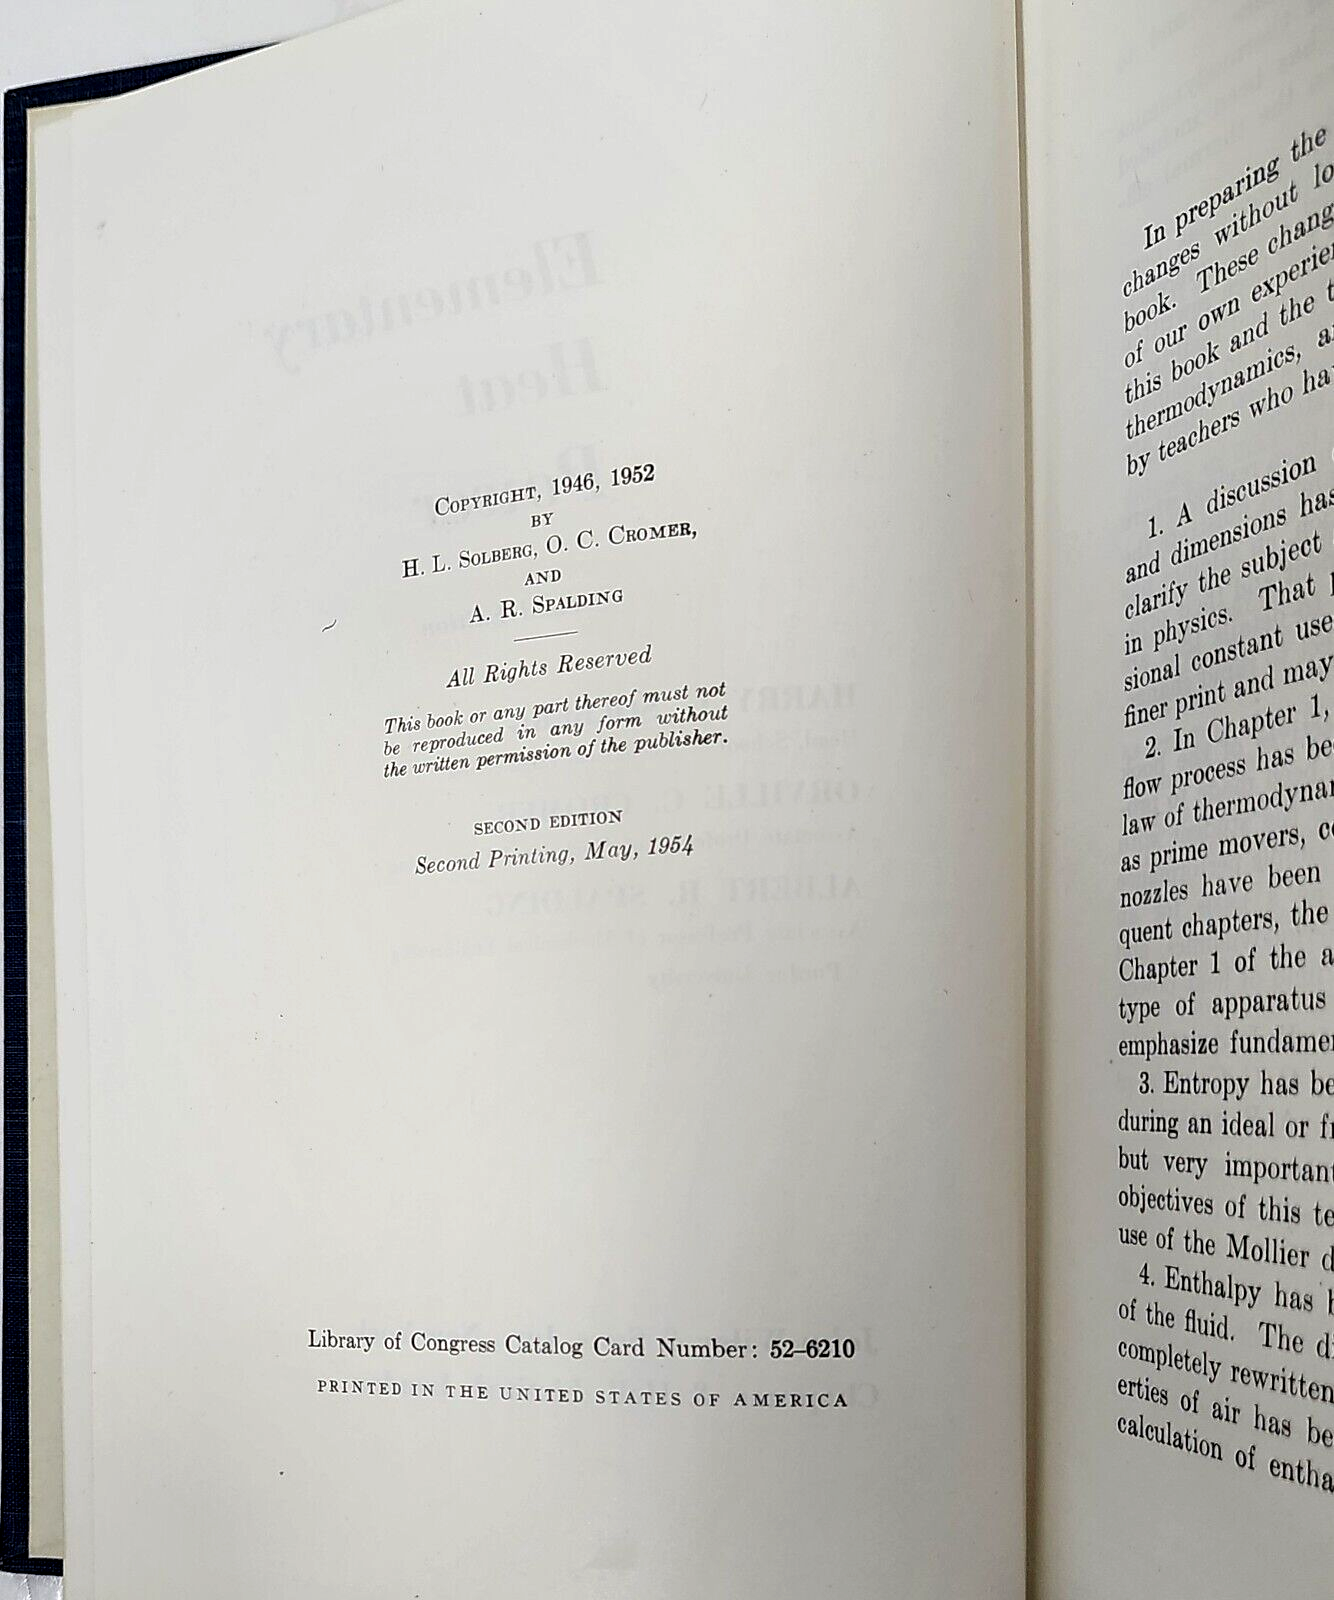 COPYRIGHT, 1946, 1952
BY
H. L. SOLBERG, O. C. CROMER,
AND
A. R. SPALDING
All Rights Reserved
This book or any part thereof must not
be reproduced in any form without
the written permission of the publisher.
SECOND EDITION
Second Printing, May, 1954
Library of Congress Catalog Card Number: 52–6210
PRINTED IN THE UNITED STATES OF AMERICA
In preparing the
changes without lo
book. These chang
of our own experien
this book and the t
thermodynamics, a
by teachers who ha
1. A discussion
and dimensions has
clarify the subject
in physics. That
sional constant use
finer print and may
2. In Chapter 1,
flow process has be
law of thermodynam
as prime movers, co
nozzles have been
quent chapters, the
Chapter 1 of the a
type of apparatus
emphasize fundamen
3. Entropy has be
during an ideal or fr
but very important
objectives of this te
use of the Mollier d
4. Enthalpy has
of the fluid. The di
completely rewritten
erties of air has be
calculation of entha